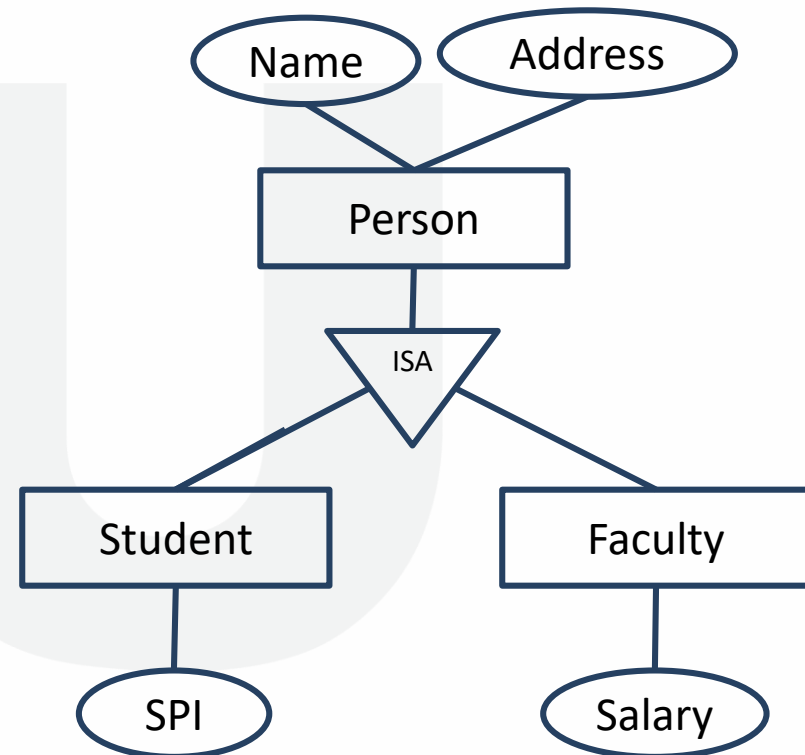 Name
Address
Person
ISA
Student
Faculty
SPI
Salary